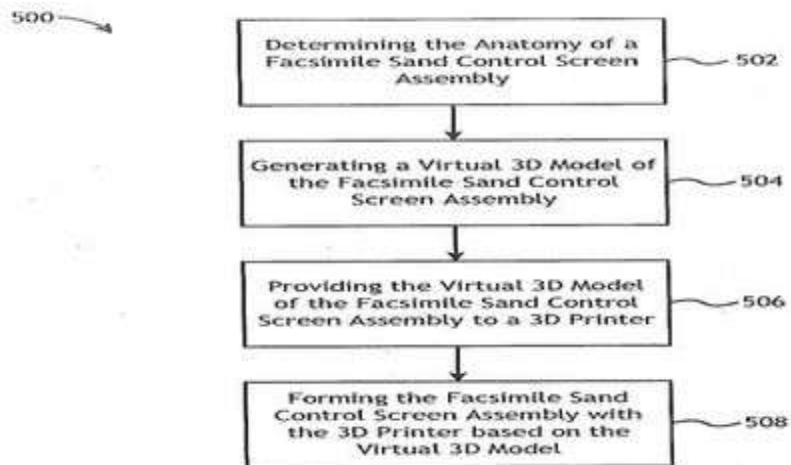 500
Determining the Anatomy of a
Facsimile Sand Control Screen
Assembly
502
Generating a Virtual 3D Model of
the Facsimile Sand Control
Screen Assembly
504
Providing the Virtual 3D Model
of the Facsimile Sand Control
Screen Assembly to a 3D Printer
506
Forming the Facsimile Sand
Control Screen Assembly with
the 3D Printer based on the
Virtual 3D Model
508